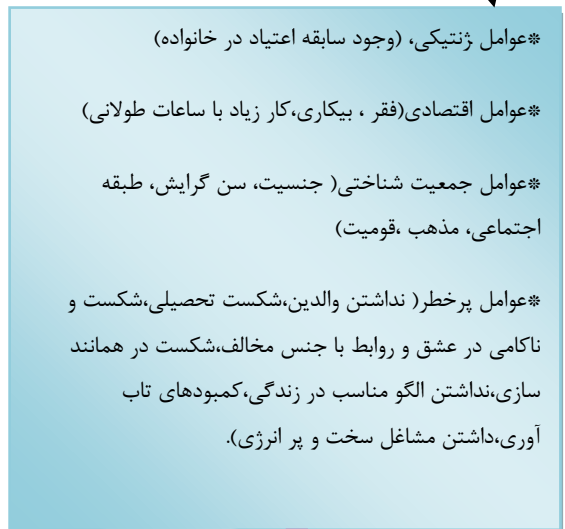 *عوامل ژنتیکی، (وجود سابقه اعتیاد در خانواده)
*عوامل اقتصادی(فقر ، بیکاری،کار زیاد با ساعات طولانی)
*عوامل جمعیت شناختی( جنسیت، سن گرایش، طبقه
اجتماعی، مذهب ،قومیت)
*عوامل پرخطر( نداشتن والدین،شکست تحصیلی،شکست و
ناکامی در عشق و روابط با جنس مخالف،شکست در همانند
سازی،نداشتن الگو مناسب در زندگی،کمبودهای تاب
آوری،داشتن مشاغل سخت و پر انرژی).